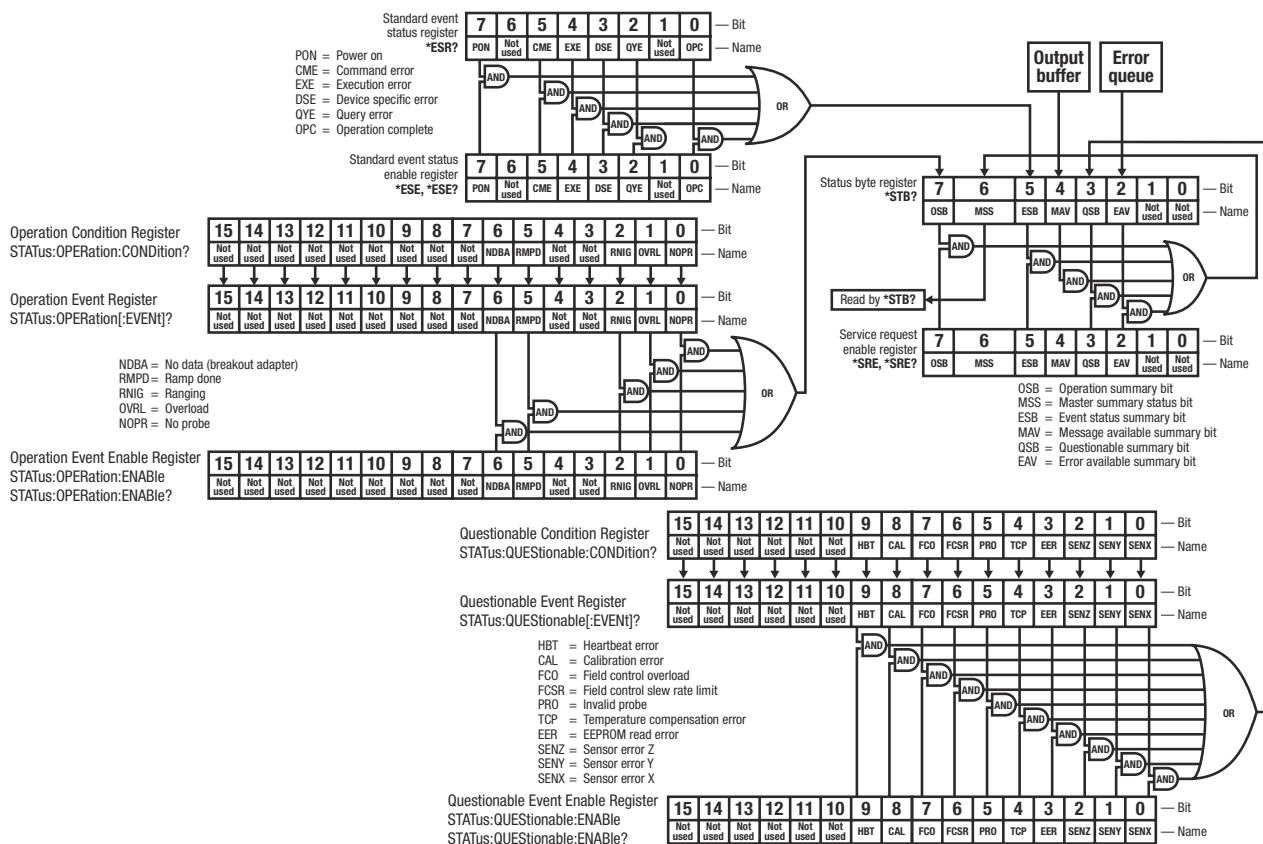 Standard event
status register
*ESR?
7 6 5 4 3 2 1 0 — Bit
PON Not used CME EXE DSE QYE Not used OPC — Name
PON = Power on
CME = Command error
EXE = Execution error
DSE = Device specific error
QYE = Query error
OPC = Operation complete
AND
AND
AND
AND
AND
AND
OR
Standard event status
enable register
*ESE, *ESE?
7 6 5 4 3 2 1 0 — Bit
PON Not used CME EXE DSE QYE Not used OPC — Name
Output
buffer
Error
queue
Status byte register
*STB?
7 6 5 4 3 2 1 0 — Bit
OSB MSS ESB MAV QSB EAV Not used Not used — Name
AND
AND
AND
AND
AND
OR
Read by *STB?
Service request
enable register
*SRE, *SRE?
7 6 5 4 3 2 1 0 — Bit
OSB MSS ESB MAV QSB EAV Not used Not used — Name
OSB = Operation summary bit
MSS = Master summary status bit
ESB = Event status summary bit
MAV = Message available summary bit
QSB = Questionable summary bit
EAV = Error available summary bit
Operation Condition Register
STATus:OPERation:CONDition?
15 14 13 12 11 10 9 8 7 6 5 4 3 2 1 0 — Bit
Not used Not used Not used Not used Not used Not used Not used Not used Not used NDBA RMPD Not used Not used RNIG OVRL NOPR — Name
Operation Event Register
STATus:OPERation[:EVENt]?
15 14 13 12 11 10 9 8 7 6 5 4 3 2 1 0 — Bit
Not used Not used Not used Not used Not used Not used Not used Not used Not used NDBA RMPD Not used Not used RNIG OVRL NOPR — Name
NDBA = No data (breakout adapter)
RMPD = Ramp done
RNIG = Ranging
OVRL = Overload
NOPR = No probe
AND
AND
AND
AND
AND
OR
Operation Event Enable Register
STATus:OPERation:ENABle
STATus:OPERation:ENABle?
15 14 13 12 11 10 9 8 7 6 5 4 3 2 1 0 — Bit
Not used Not used Not used Not used Not used Not used Not used Not used Not used NDBA RMPD Not used Not used RNIG OVRL NOPR — Name
Questionable Condition Register
STATus:QUEStionable:CONDition?
15 14 13 12 11 10 9 8 7 6 5 4 3 2 1 0 — Bit
Not used Not used Not used Not used Not used Not used HBT CAL FCO FCSR PRO TCP EER SENZ SENY SENX — Name
Questionable Event Register
STATus:QUEStionable[:EVENt]?
15 14 13 12 11 10 9 8 7 6 5 4 3 2 1 0 — Bit
Not used Not used Not used Not used Not used Not used HBT CAL FCO FCSR PRO TCP EER SENZ SENY SENX — Name
HBT = Heartbeat error
CAL = Calibration error
FCO = Field control overload
FCSR = Field control slew rate limit
PRO = Invalid probe
TCP = Temperature compensation error
EER = EEPROM read error
SENZ = Sensor error Z
SENY = Sensor error Y
SENX = Sensor error X
AND
AND
AND
AND
AND
AND
AND
AND
AND
AND
OR
Questionable Event Enable Register
STATus:QUEStionable:ENABle
STATus:QUEStionable:ENABle?
15 14 13 12 11 10 9 8 7 6 5 4 3 2 1 0 — Bit
Not used Not used Not used Not used Not used Not used HBT CAL FCO FCSR PRO TCP EER SENZ SENY SENX — Name